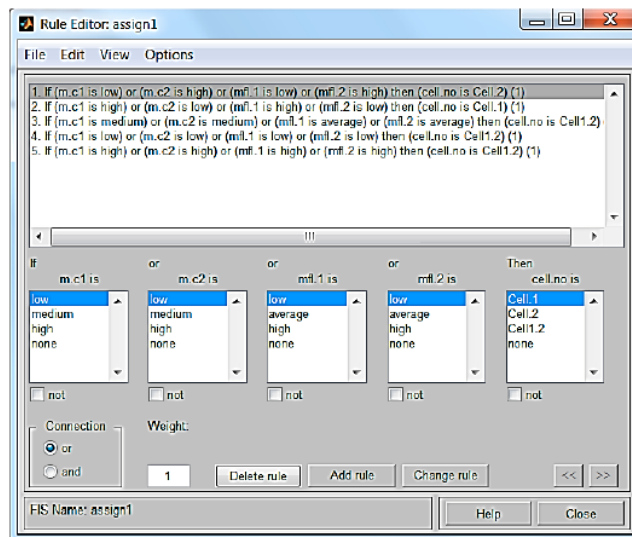 Rule Editor: assign1
File Edit View Options
1. If (m.c1 is low) or (m.c2 is high) or (mfl.1 is low) or (mfl.2 is high) then (cell.no is Cell.2) (1)
2. If (m.c1 is high) or (m.c2 is low) or (mfl.1 is high) or (mfl.2 is low) then (cell.no is Cell.1) (1)
3. If (m.c1 is medium) or (m.c2 is medium) or (mfl.1 is average) or (mfl.2 is average) then (cell.no is Cell1.2)
4. If (m.c1 is low) or (m.c2 is low) or (mfl.1 is low) or (mfl.2 is low) then (cell.no is Cell1.2) (1)
5. If (m.c1 is high) or (m.c2 is high) or (mfl.1 is high) or (mfl.2 is high) then (cell.no is Cell1.2) (1)
If or or or Then
m.c1 is m.c2 is mfl.1 is mfl.2 is cell.no is
low low low low Cell.1
medium medium average average Cell.2
high high high high Cell1.2
none none none none none
not not not not not
Connection Weight:
or
and 1 Delete rule Add rule Change rule << >>
FIS Name: assign1 Help Close